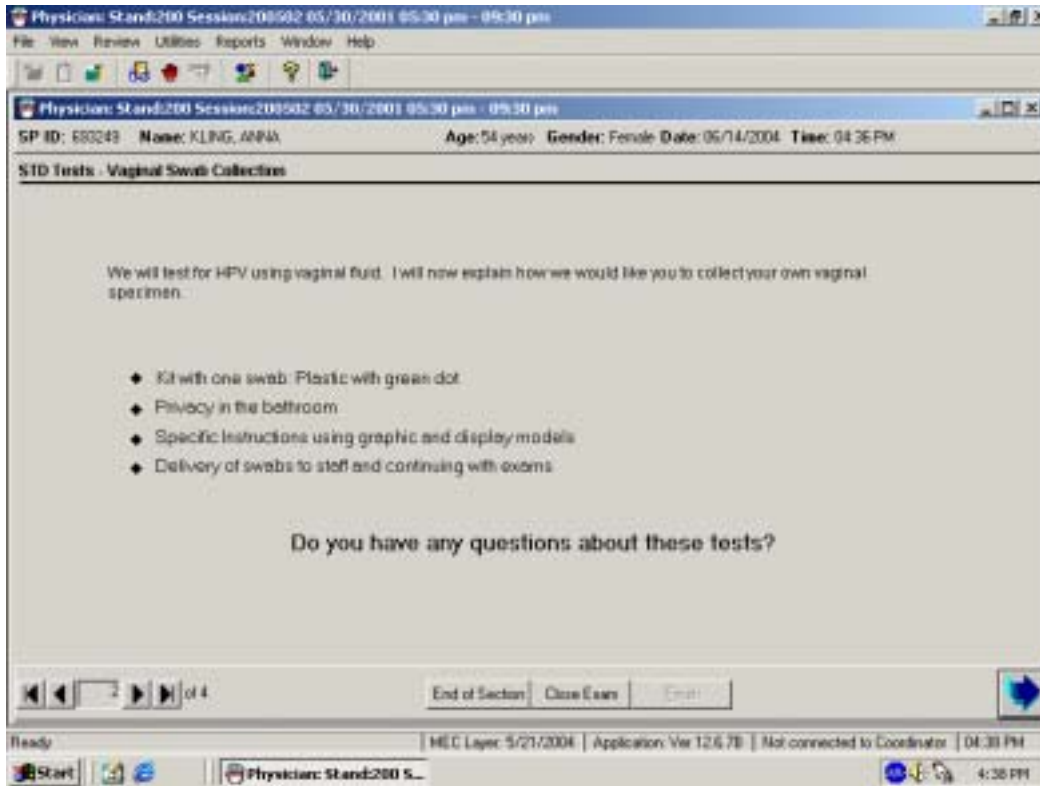 Physician: Stand:200 Session:200502 05/30/2001 05:30 pm - 09:30 pm
File View Review Utilities Reports Window Help
Physician: Stand:200 Session:200502 05/30/2001 05:30 pm - 09:30 pm
SP ID: 680249 Name: KLING, ANNA Age: 54 years Gender: Female Date: 06/14/2004 Time: 04:36 PM
STD Tests - Vaginal Swab Collection
We will test for HPV using vaginal fluid. I will now explain how we would like you to collect your own vaginal
specimen.
Kit with one swab: Plastic with green dot
Privacy in the bathroom
Specific Instructions using graphic and display models
Delivery of swabs to staff and continuing with exams
Do you have any questions about these tests?
2 of 4 End of Section Close Exam
Ready MEC Layer: 5/21/2004 Application: Ver 12.6.78 Not connected to Coordinator 04:38 PM
Start Physician: Stand:200 S... 4:38 PM